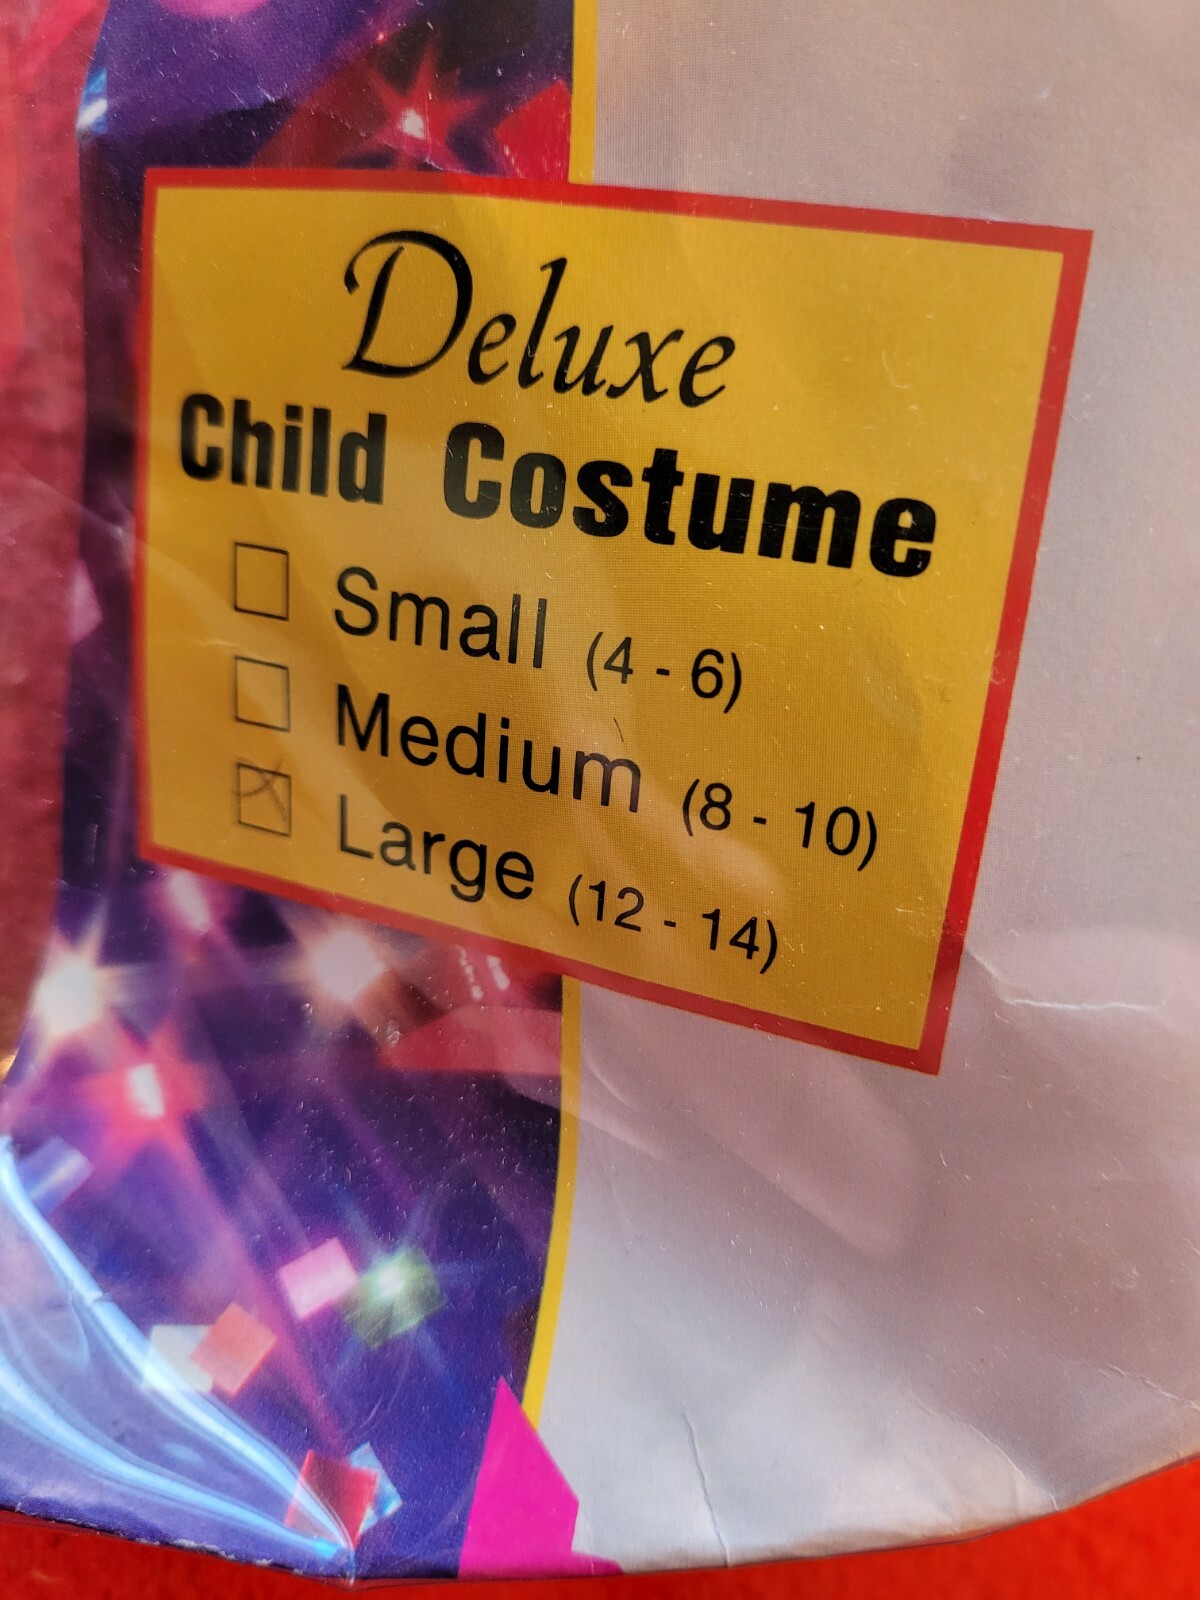 Deluxe
Child Costume
Small (4 - 6)
Medium (8 - 10)
Large (12 - 14)